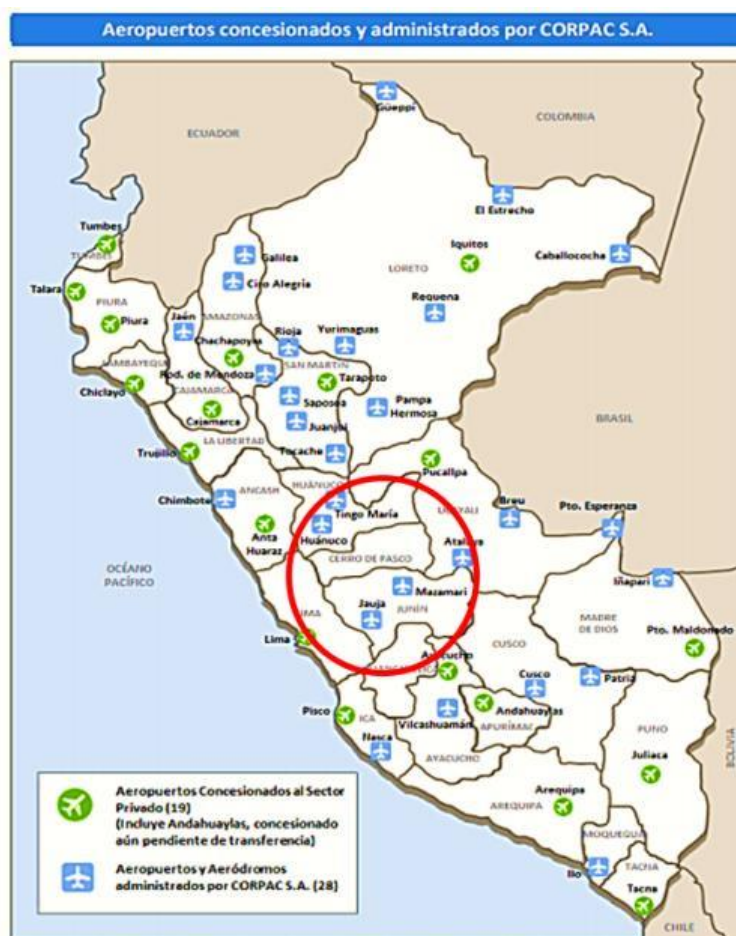 Aeropuertos concesionados y administrados por CORPAC S.A.
Güeppí
COLOMBIA
ECUADOR
El Estrecho
Tumbes
TUMBES
Galilea
Iquitos
Caballococha
LORETO
Talara
Ciro Alegria
PIURA
Requena
Piura
Jaén
AMAZONAS
Rioja
Yurimaguas
Chachapoyas
LAMBAYEQUE
Rod. de Mendoza
SAN MARTIN
Tarapoto
Chiclayo
CAJAMARCA
Saposoa
Pampa
Hermosa
Cajamarca
Juanjui
BRASIL
LA LIBERTAD
Trujillo
Tocache
Pucallpa
HUÁNUCO
ANCASH
UCAYALI
Chimbote
Tingo María
Breu
Pto. Esperanza
Anta
Huaraz
Huánuco
Atalaya
CERRO DE PASCO
OCÉANO
PACÍFICO
Iñapari
Mazamari
Jauja
JUNÍN
LIMA
MADRE
DE DIOS
CUSCO
Pto. Maldonado
Lima
Ayacucho
Cusco
Patria
Pisco
ICA
Vilcashuamán
Andahuaylas
APURÍMAC
PUNO
Nasca
AYACUCHO
Juliaca
BOLIVIA
Arequipa
AREQUIPA
MOQUEGUA
Ilo
TACNA
Tacna
CHILE
Aeropuertos Concesionados al Sector
Privado (19)
(Incluye Andahuaylas, concesionado
aún pendiente de transferencia)
Aeropuertos y Aeródromos
administrados por CORPAC S.A. (28)